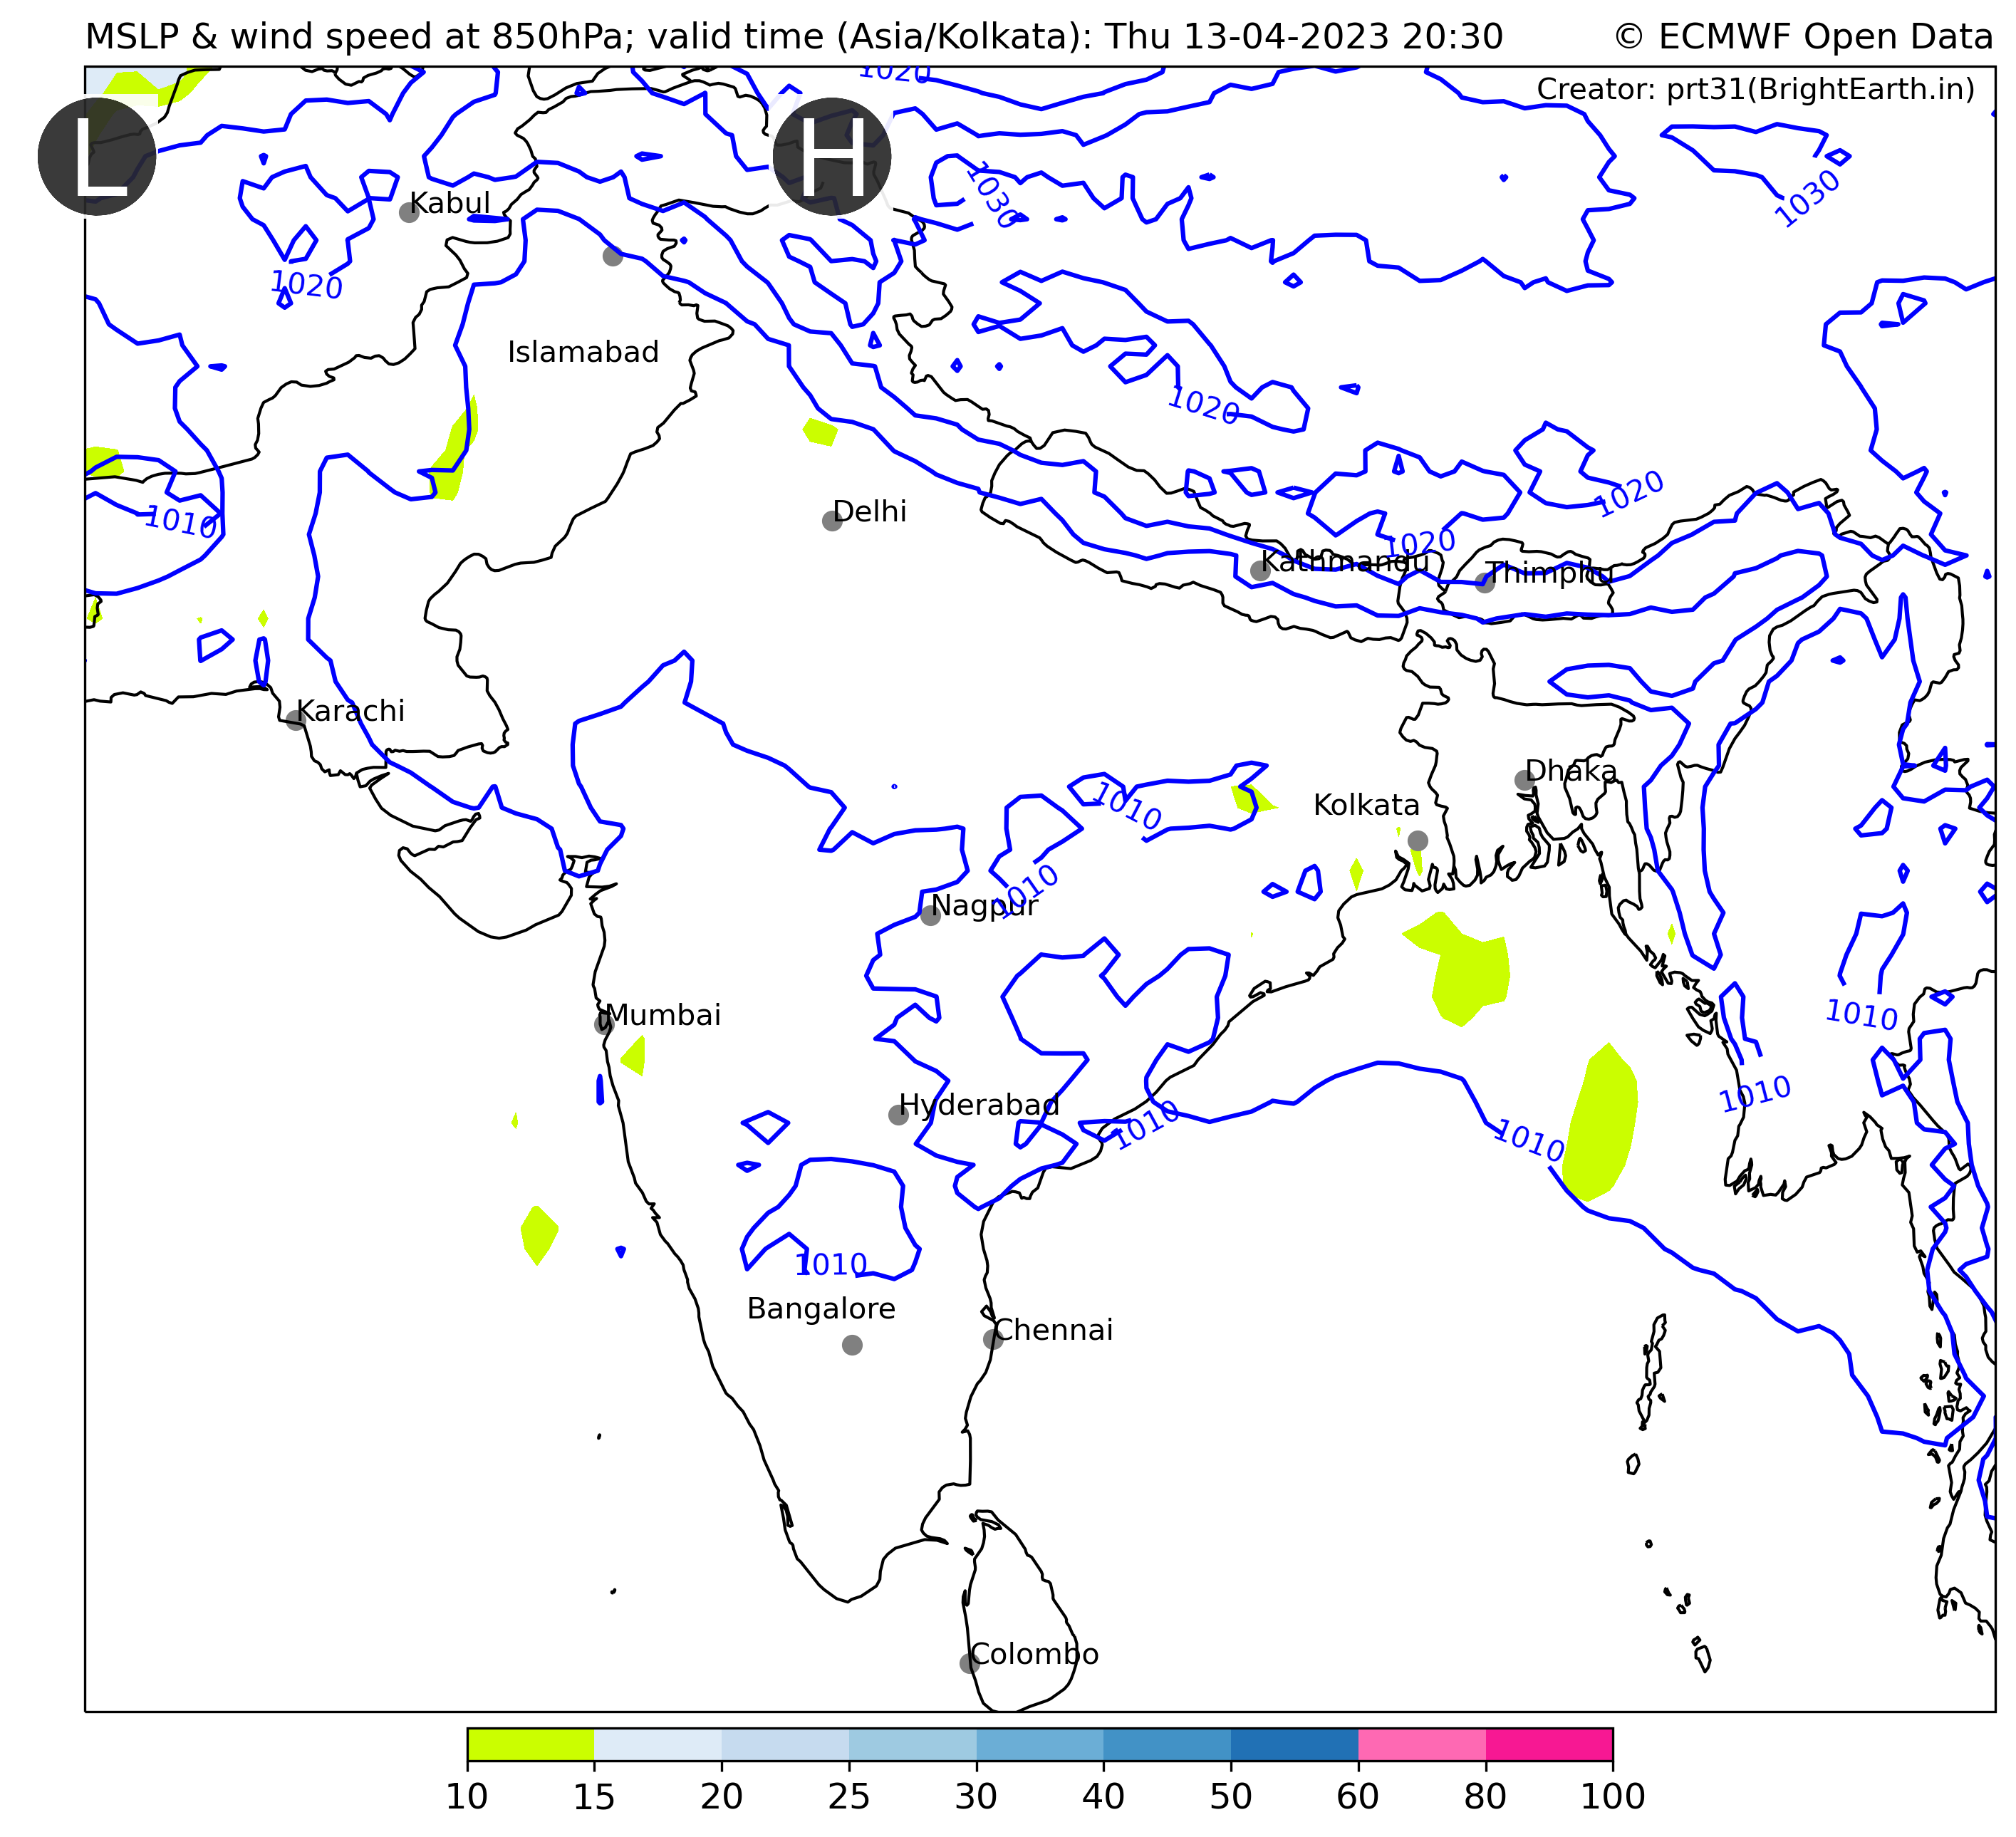 MSLP & wind speed at 850hPa; valid time (Asia/Kolkata): Thu 13-04-2023 20:30
© ECMWF Open Data
1020
Creator: prt31(BrightEarth.in)
L
H
1030
1030
Kabul
1020
Islamabad
1020
1020
1010
Delhi
1020
Kathmandu
Thimphu
Karachi
Dhaka
1010
Kolkata
1010
Nagpur
Mumbai
1010
1010
Hyderabad
1010
1010
1010
Bangalore
Chennai
Colombo
10 15 20 25 30 40 50 60 80 100